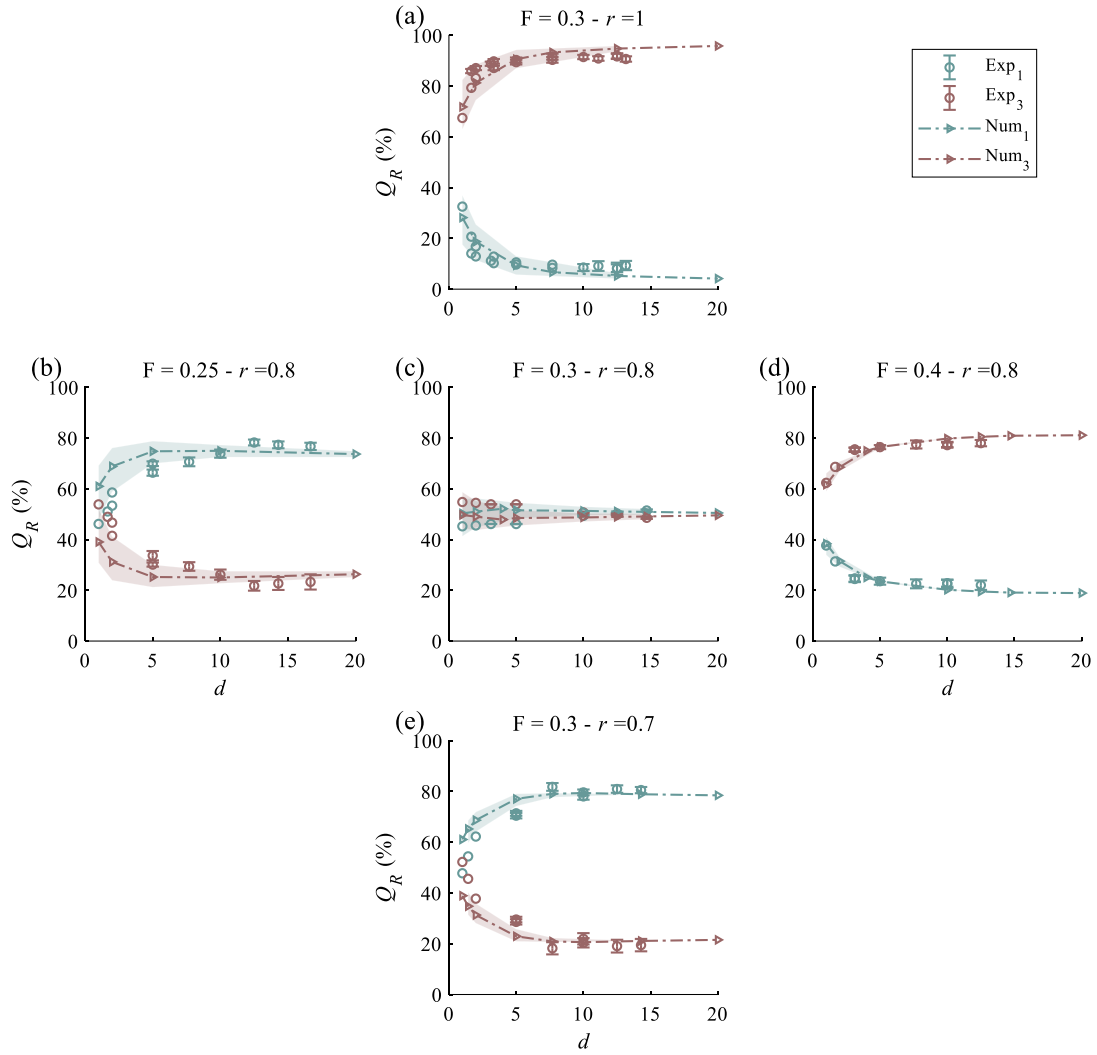 (a) F = 0.3 - r =1
100
80
60
40
20
0
Q_R (%)
0 5 10 15 20
Exp_1
Exp_3
Num_1
Num_3
(b) F = 0.25 - r =0.8
100
80
60
40
20
0
Q_R (%)
0 5 10 15 20
d
(c) F = 0.3 - r =0.8
100
80
60
40
20
0
0 5 10 15 20
(d) F = 0.4 - r =0.8
100
80
60
40
20
0
0 5 10 15 20
d
(e) F = 0.3 - r =0.7
100
80
60
40
20
0
Q_R (%)
0 5 10 15 20
d